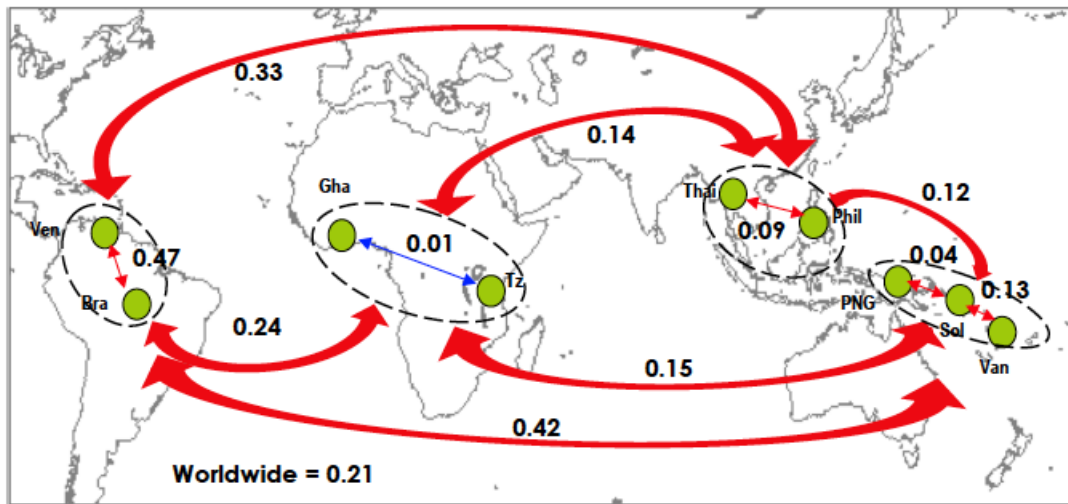 0.33
0.14
Gha
Thai
0.12
Ven
Phil
0.01
0.09
0.47
0.04
Tz
0.13
Bra
PNG
Sol
0.24
Van
0.15
0.42
Worldwide = 0.21